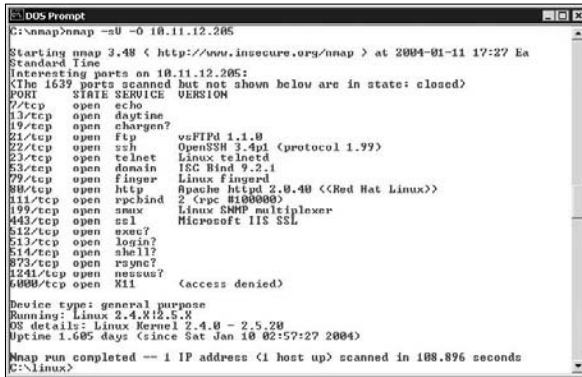 DOS Prompt
C:\nmap>nmap -sV -O 10.11.12.205
Starting nmap 3.48 ( http://www.insecure.org/nmap ) at 2004-01-11 17:27 Ea
Standard Time
Interesting ports on 10.11.12.205:
(The 1639 ports scanned but not shown below are in state: closed)
PORT STATE SERVICE VERSION
7/tcp open echo
13/tcp open daytime
19/tcp open chargen?
21/tcp open ftp vsFTPd 1.1.0
22/tcp open ssh OpenSSH 3.4p1 (protocol 1.99)
23/tcp open telnet Linux telnetd
53/tcp open domain ISC Bind 9.2.1
79/tcp open finger Linux fingerd
80/tcp open http Apache httpd 2.0.40 ((Red Hat Linux))
111/tcp open rpcbind 2 (rpc #100000)
199/tcp open smux Linux SNMP multiplexer
443/tcp open ssl Microsoft IIS SSL
512/tcp open exec?
513/tcp open login?
514/tcp open shell?
873/tcp open rsync?
1241/tcp open nessus?
6000/tcp open X11 (access denied)
Device type: general purpose
Running: Linux 2.4.X|2.5.X
OS details: Linux Kernel 2.4.0 - 2.5.20
Uptime 1.605 days (since Sat Jan 10 02:57:27 2004)
Nmap run completed -- 1 IP address (1 host up) scanned in 108.896 seconds
C:\linux>